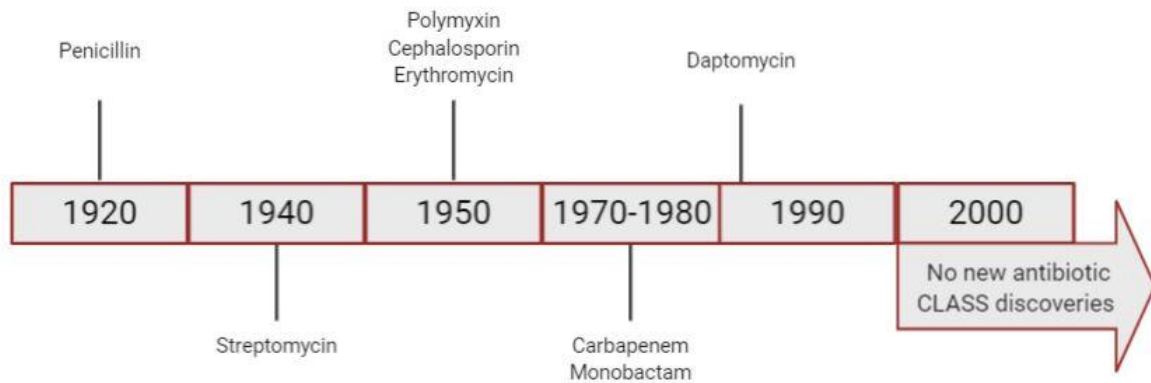 Penicillin
Polymyxin
Cephalosporin
Erythromycin
Daptomycin
1920
1940
1950
1970-1980
1990
2000
No new antibiotic
CLASS discoveries
Streptomycin
Carbapenem
Monobactam